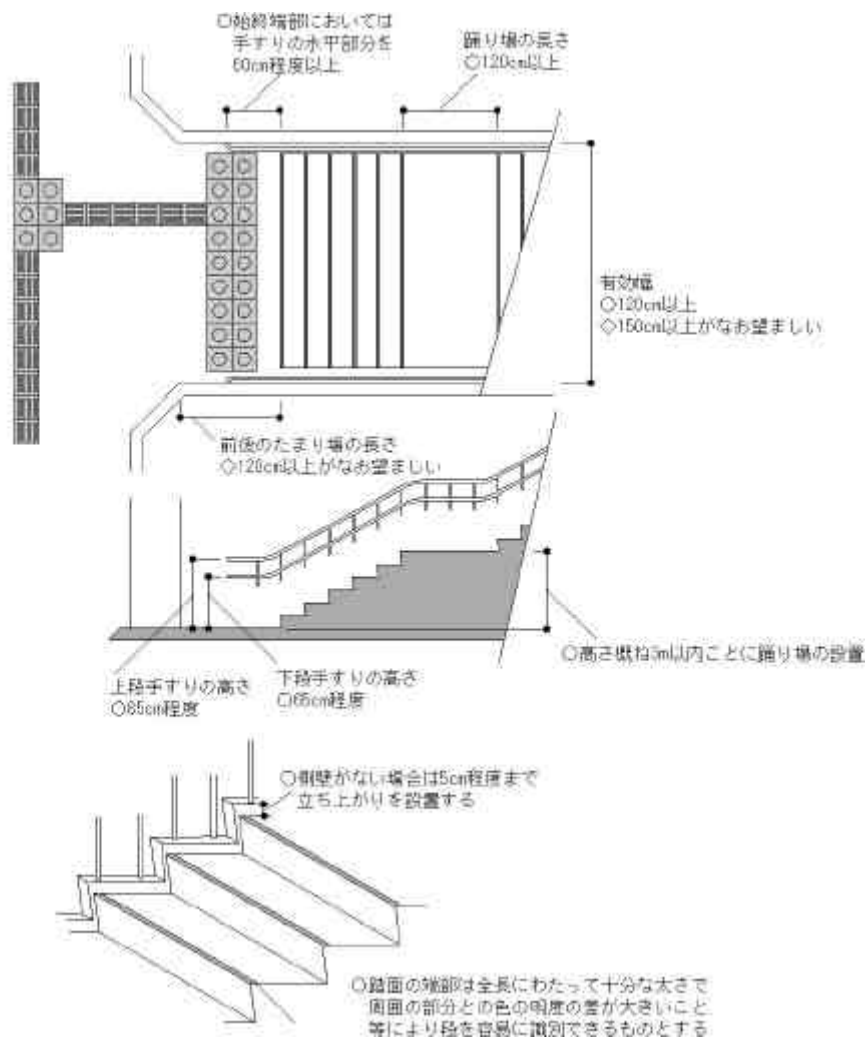 ○始終端部においては
手すりの水平部分を
60cm程度以上
踊り場の長さ
○120cm以上
有効幅
○120cm以上
◇150cm以上がなお望ましい
前後のたまり場の長さ
◇120cm以上がなお望ましい
○高さ概ね3m以内ごとに踊り場の設置
上段手すりの高さ
○85cm程度
下段手すりの高さ
○65cm程度
○側壁がない場合は5cm程度まで
立ち上がりを設置する
○踏面の端部は全長にわたって十分な太さで
周囲の部分との色の明度の差が大きいこと
等により段を容易に識別できるものとする